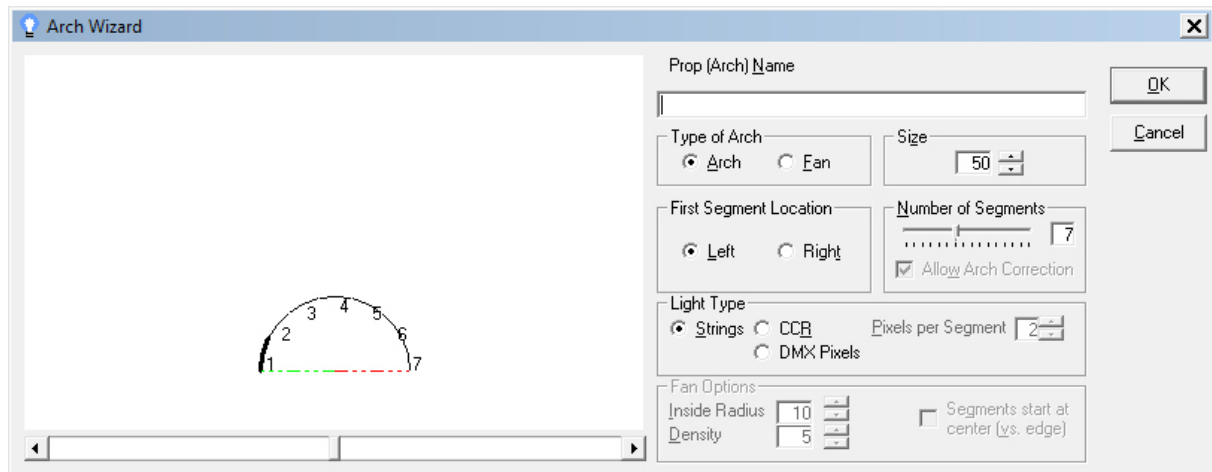 Arch Wizard
Prop (Arch) Name
OK
Cancel
Type of Arch
Arch
Fan
Size
50
First Segment Location
Left
Right
Number of Segments
7
Allow Arch Correction
Light Type
Strings
CCR
DMX Pixels
Pixels per Segment
2
Fan Options
Inside Radius
10
Density
5
Segments start at
center (vs. edge)
1
2
3
4
5
6
7